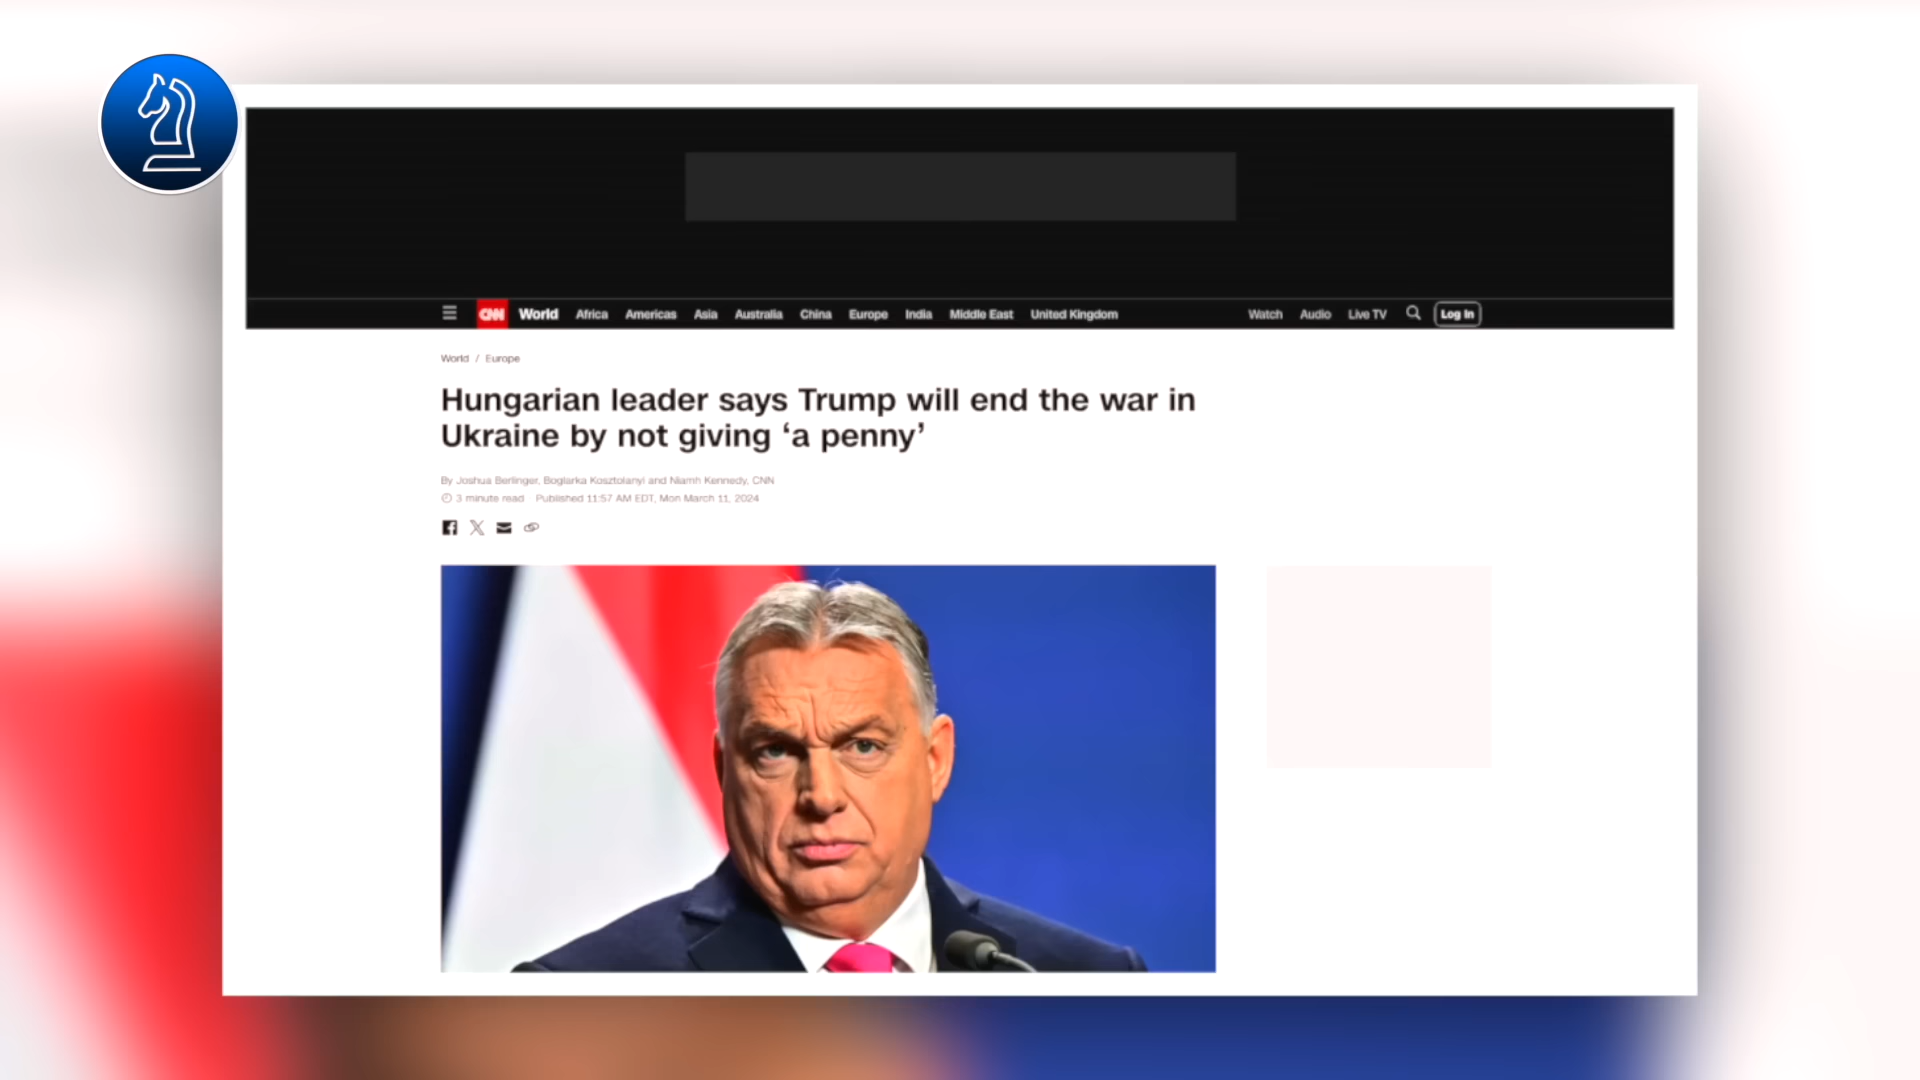 CNN World Africa Americas Asia Australia China Europe India Middle East United Kingdom Watch Audio Live TV Log In
World / Europe
Hungarian leader says Trump will end the war in
Ukraine by not giving ‘a penny’
By Joshua Berlinger, Boglarka Kosztolanyi and Niamh Kennedy, CNN
3 minute read Published 11:57 AM EDT, Mon March 11, 2024